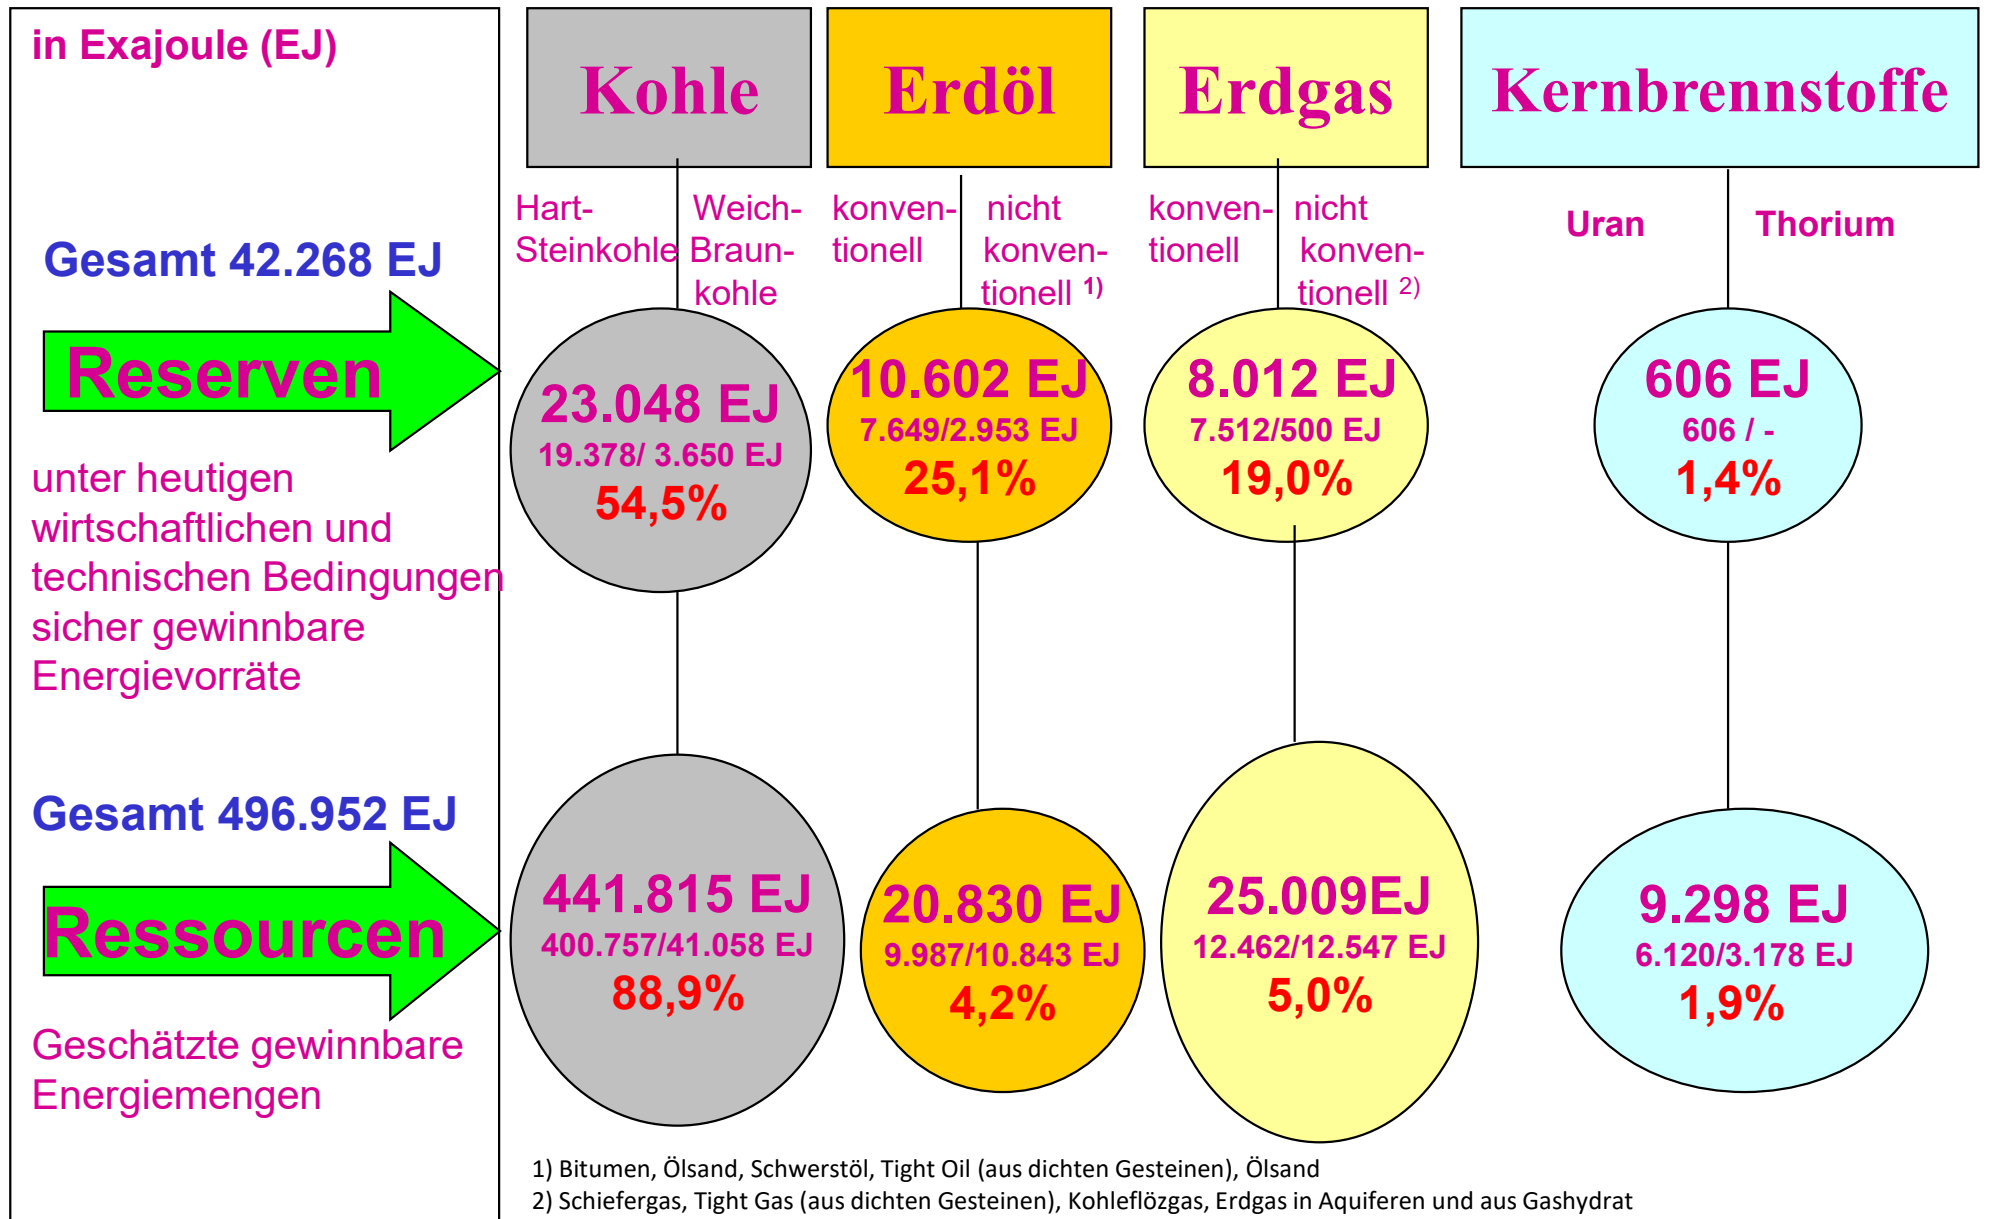 in Exajoule (EJ)
Kohle
Erdöl
Erdgas
Kernbrennstoffe
Hart-
Steinkohle
Weich-
Braun-
kohle
konven-
tionell
nicht
konven-
tionell 1)
konven-
tionell
nicht
konven-
tionell 2)
Uran
Thorium
Gesamt 42.268 EJ
Reserven
unter heutigen
wirtschaftlichen und
technischen Bedingungen
sicher gewinnbare
Energievorräte
23.048 EJ
19.378/ 3.650 EJ
54,5%
10.602 EJ
7.649/2.953 EJ
25,1%
8.012 EJ
7.512/500 EJ
19,0%
606 EJ
606 / -
1,4%
Gesamt 496.952 EJ
Ressourcen
Geschätzte gewinnbare
Energiemengen
441.815 EJ
400.757/41.058 EJ
88,9%
20.830 EJ
9.987/10.843 EJ
4,2%
25.009EJ
12.462/12.547 EJ
5,0%
9.298 EJ
6.120/3.178 EJ
1,9%
1) Bitumen, Ölsand, Schwerstöl, Tight Oil (aus dichten Gesteinen), Ölsand
2) Schiefergas, Tight Gas (aus dichten Gesteinen), Kohleflözgas, Erdgas in Aquiferen und aus Gashydrat